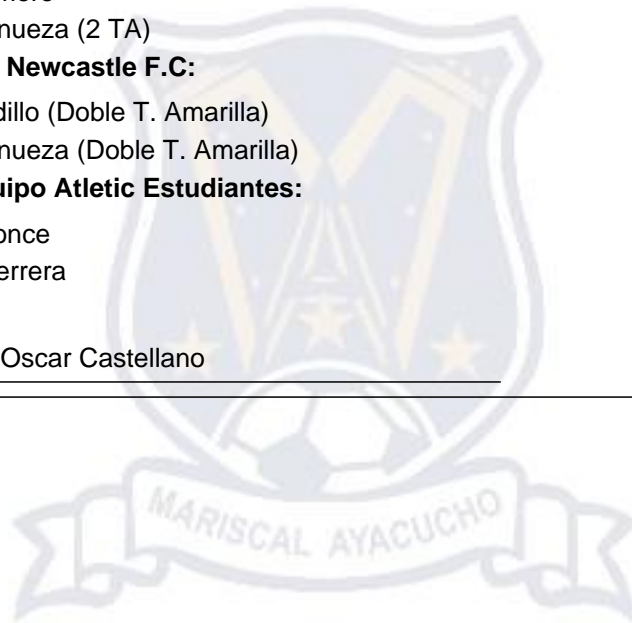 nueza (2 TA)
Newcastle F.C:
dillo (Doble T. Amarilla)
nueza (Doble T. Amarilla)
uipo Atletic Estudiantes:
once
errera
Oscar Castellano
MARISCAL AYACUCHO